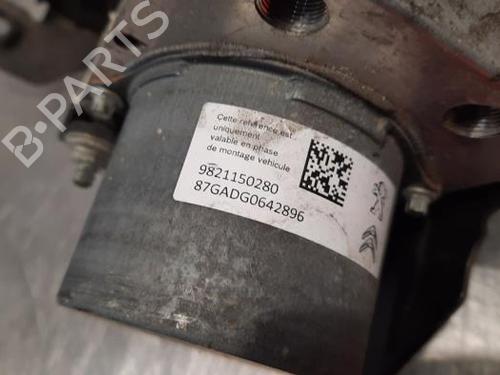 B-PARTS
Cette référence est
uniquement
valable en phase
de montage véhicule
9821150280
87GADG0642896